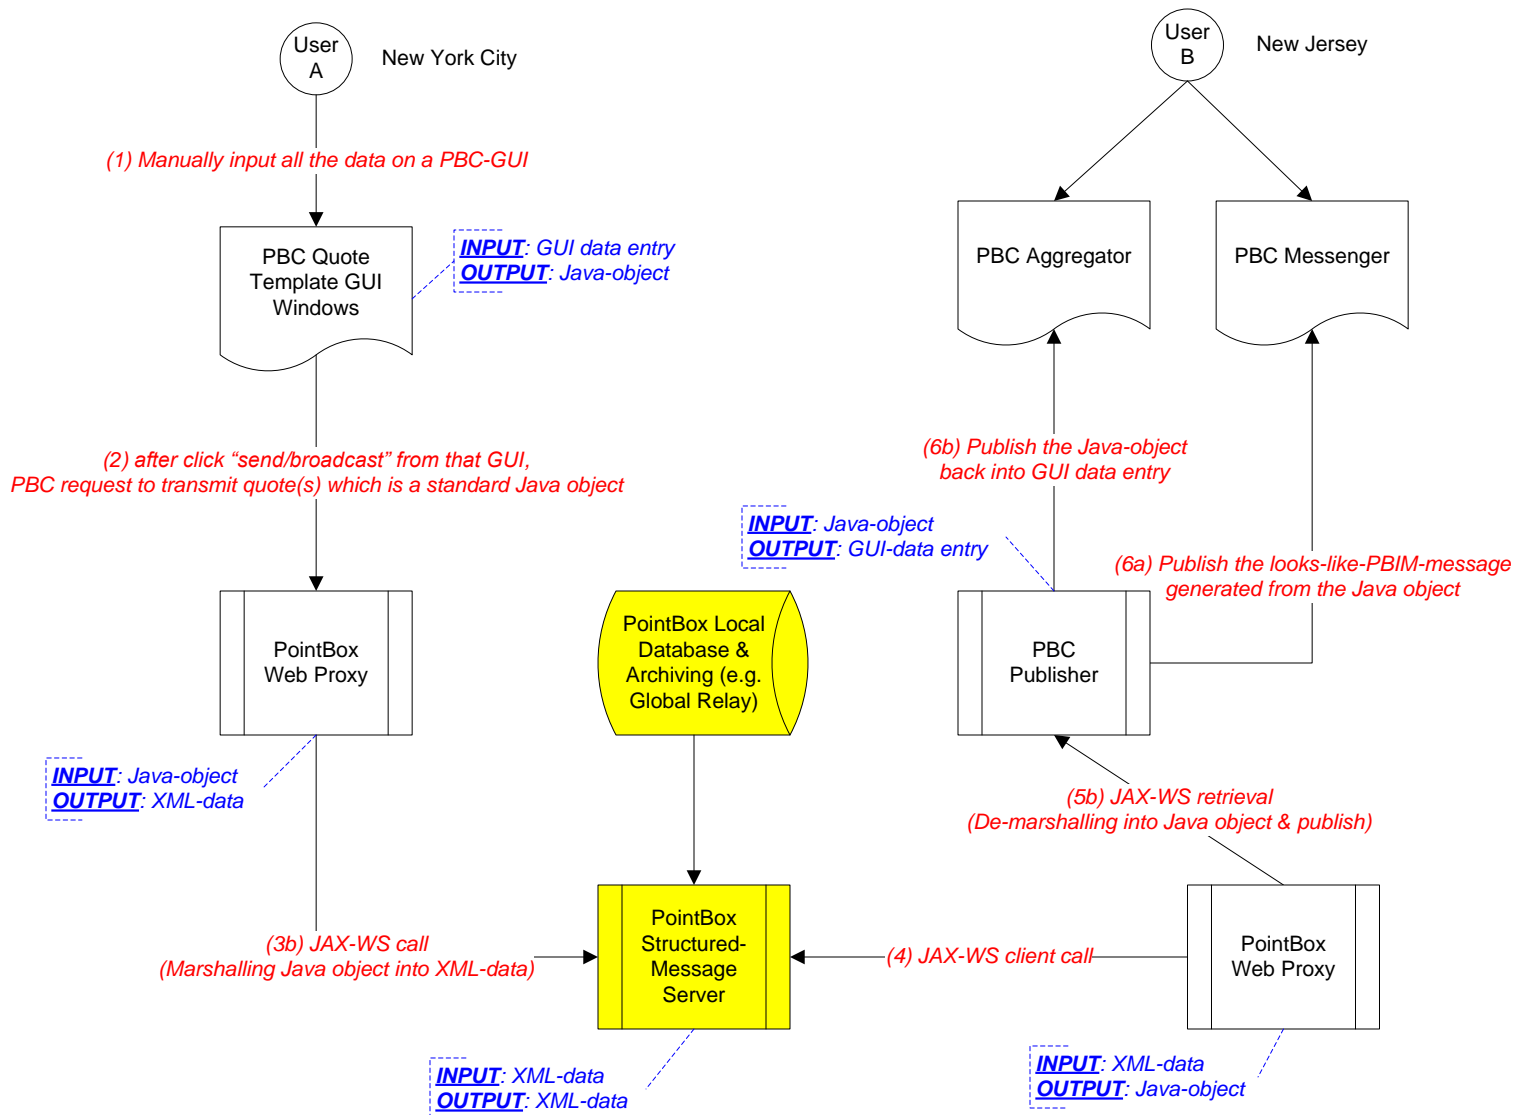 User
A
New York City
User
B
New Jersey
(1) Manually input all the data on a PBC-GUI
PBC Quote
Template GUI
Windows
INPUT: GUI data entry
OUTPUT: Java-object
PBC Aggregator
PBC Messenger
(2) after click “send/broadcast” from that GUI,
PBC request to transmit quote(s) which is a standard Java object
(6b) Publish the Java-object
back into GUI data entry
INPUT: Java-object
OUTPUT: GUI-data entry
(6a) Publish the looks-like-PBIM-message
generated from the Java object
PointBox
Web Proxy
PointBox Local
Database &
Archiving (e.g.
Global Relay)
PBC
Publisher
INPUT: Java-object
OUTPUT: XML-data
(5b) JAX-WS retrieval
(De-marshalling into Java object & publish)
(3b) JAX-WS call
(Marshalling Java object into XML-data)
PointBox
Structured-
Message
Server
(4) JAX-WS client call
PointBox
Web Proxy
INPUT: XML-data
OUTPUT: XML-data
INPUT: XML-data
OUTPUT: Java-object